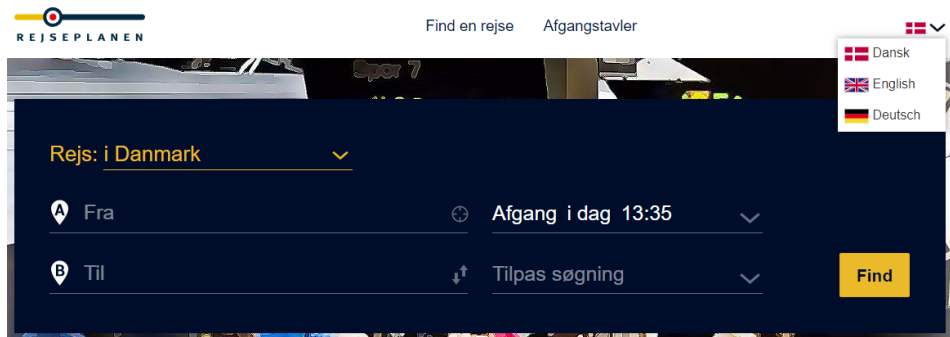 REJSEPLANEN
Find en rejse
Afgangstavler
Dansk
English
Deutsch
Spor 7
Rejs: i Danmark
A Fra
Afgang i dag 13:35
B Til
Tilpas søgning
Find